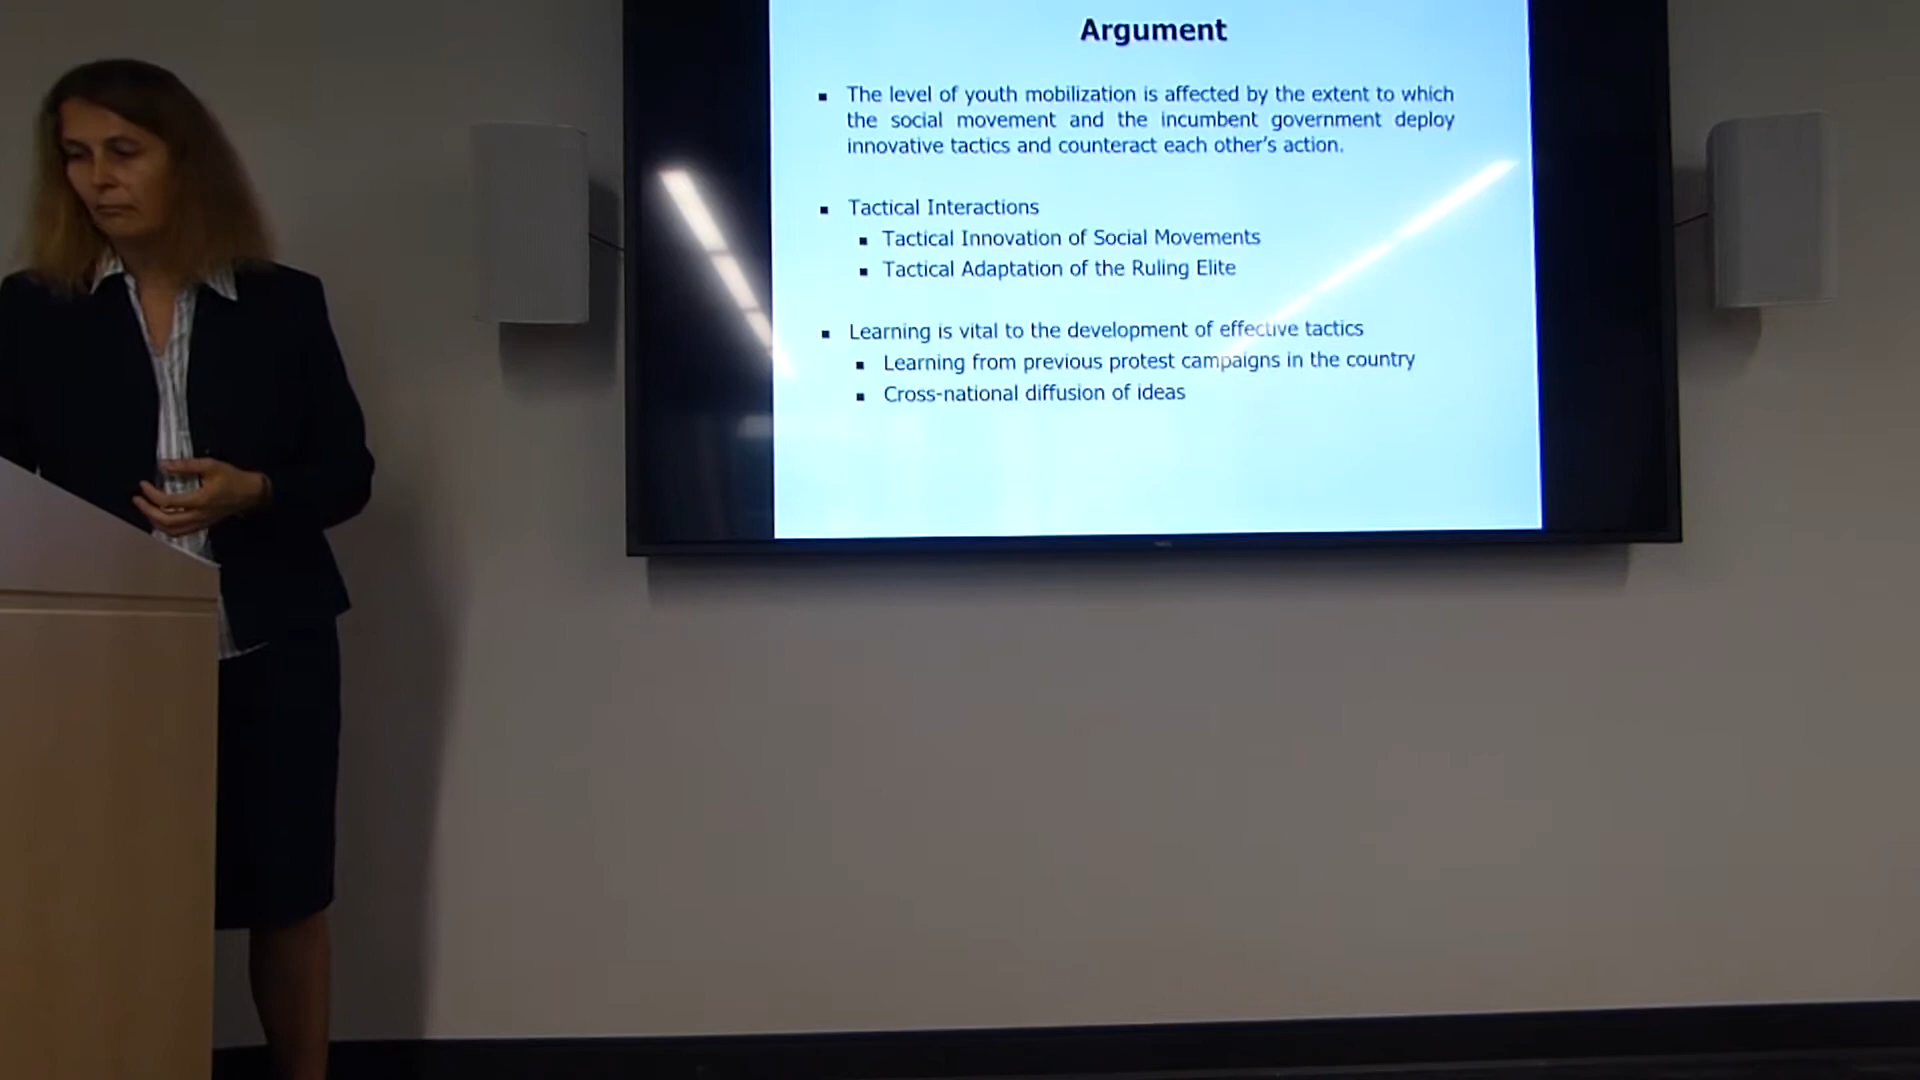 Argument
▪ The level of youth mobilization is affected by the extent to which
the social movement and the incumbent government deploy
innovative tactics and counteract each other's action.
▪ Tactical Interactions
▪ Tactical Innovation of Social Movements
▪ Tactical Adaptation of the Ruling Elite
▪ Learning is vital to the development of effective tactics
▪ Learning from previous protest campaigns in the country
▪ Cross-national diffusion of ideas